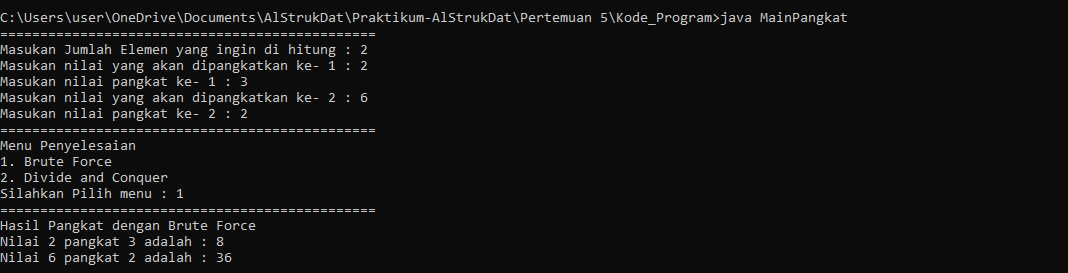 C:\Users\user\OneDrive\Documents\AlStrukDat\Praktikum-AlStrukDat\Pertemuan 5\Kode_Program>java MainPangkat
===============================================
Masukan Jumlah Elemen yang ingin di hitung : 2
Masukan nilai yang akan dipangkatkan ke- 1 : 2
Masukan nilai pangkat ke- 1 : 3
Masukan nilai yang akan dipangkatkan ke- 2 : 6
Masukan nilai pangkat ke- 2 : 2
===============================================
Menu Penyelesaian
1. Brute Force
2. Divide and Conquer
Silahkan Pilih menu : 1
===============================================
Hasil Pangkat dengan Brute Force
Nilai 2 pangkat 3 adalah : 8
Nilai 6 pangkat 2 adalah : 36